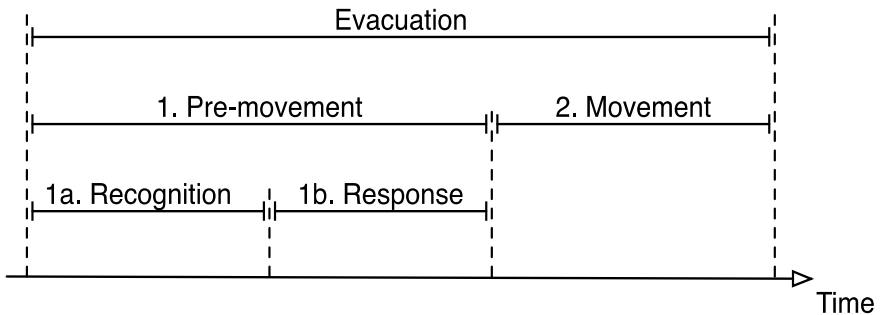 Evacuation
1. Pre-movement
2. Movement
1a. Recognition
1b. Response
Time